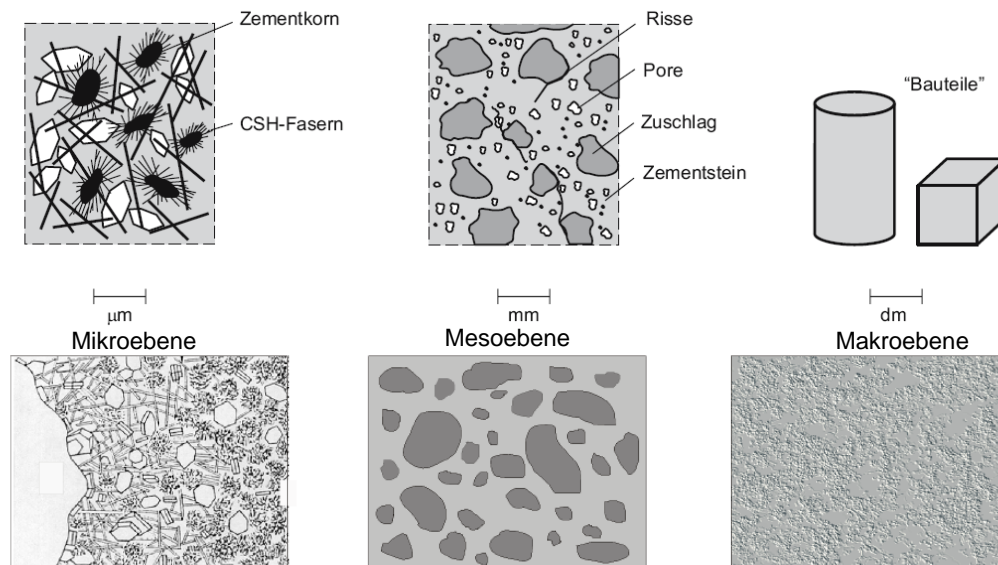 Zementkorn
CSH-Fasern
Risse
Pore
Zuschlag
Zementstein
“Bauteile”
μm
mm
dm
Mikroebene
Mesoebene
Makroebene